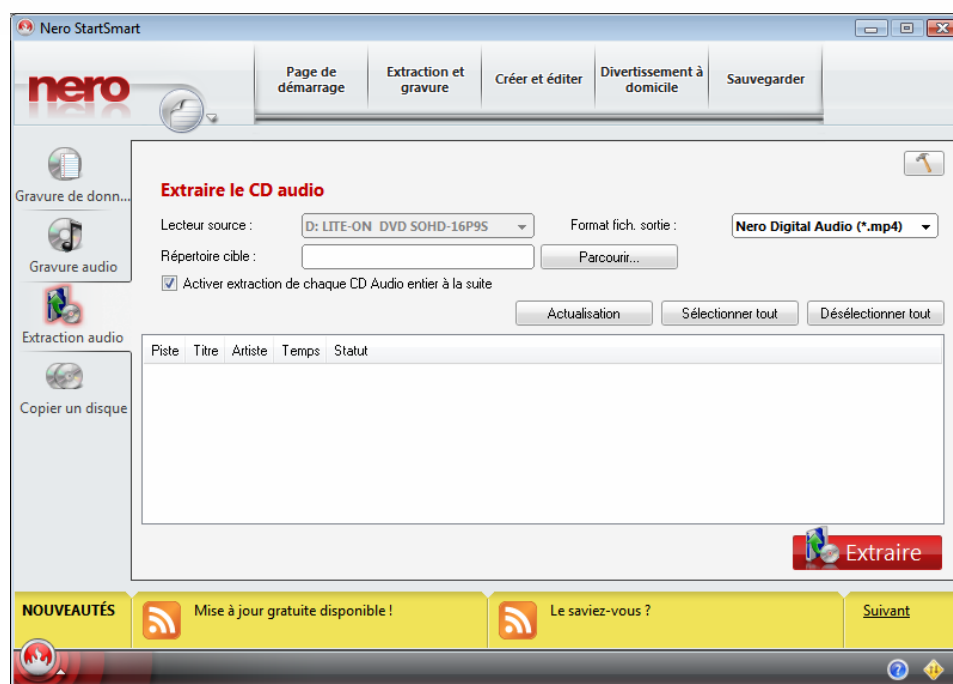 Nero StartSmart
nero
Page de démarrage
Extraction et gravure
Créer et éditer
Divertissement à domicile
Sauvegarder
Gravure de donn...
Gravure audio
Extraction audio
Copier un disque
Extraire le CD audio
Lecteur source :
D: LITE-ON DVD SOHD-16P9S
Format fich. sortie :
Nero Digital Audio (*.mp4)
Répertoire cible :
Parcourir...
Activer extraction de chaque CD Audio entier à la suite
Actualisation
Sélectionner tout
Désélectionner tout
Piste Titre Artiste Temps Statut
Extraire
NOUVEAUTÉS
Mise à jour gratuite disponible !
Le saviez-vous ?
Suivant